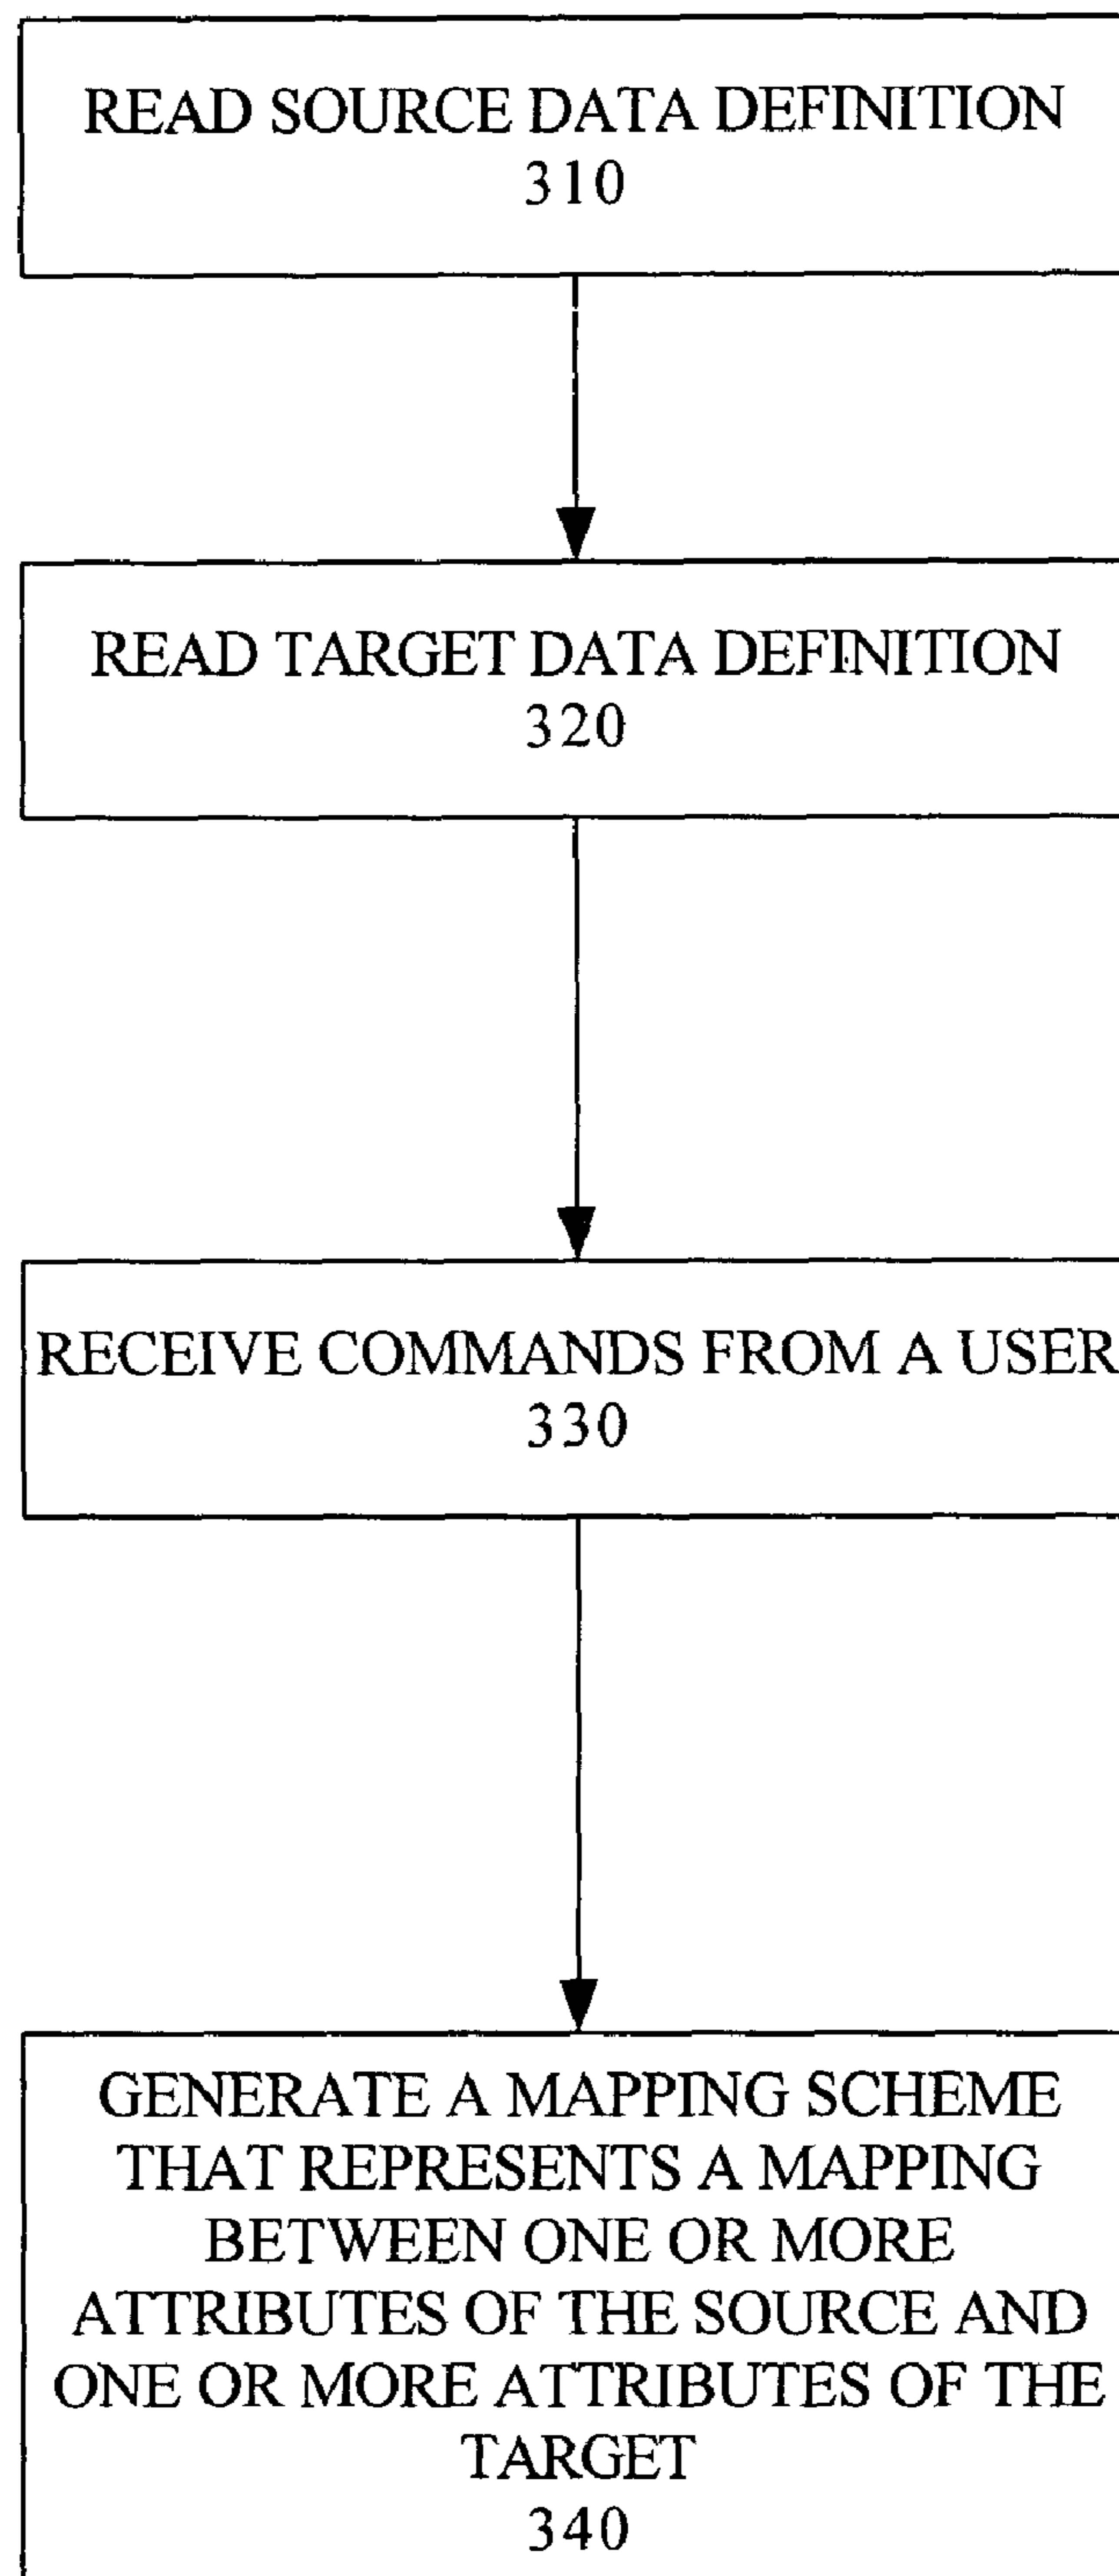 READ SOURCE DATA DEFINITION
310
READ TARGET DATA DEFINITION
320
RECEIVE COMMANDS FROM A USER
330
GENERATE A MAPPING SCHEME
THAT REPRESENTS A MAPPING
BETWEEN ONE OR MORE
ATTRIBUTES OF THE SOURCE AND
ONE OR MORE ATTRIBUTES OF THE
TARGET
340